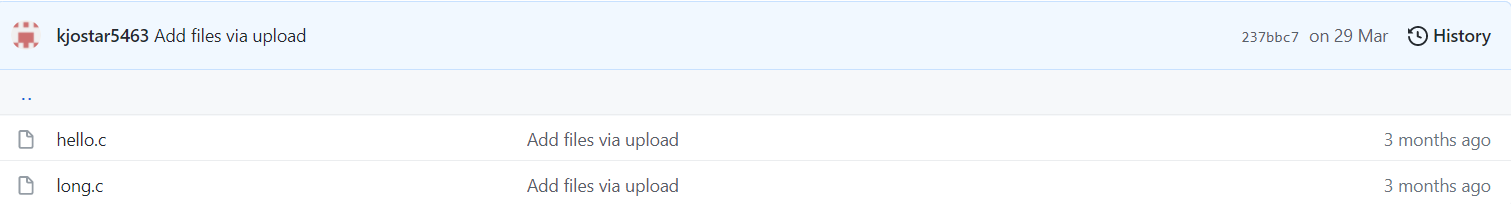 kjostar5463 Add files via upload 237bbc7 on 29 Mar History
..
hello.c Add files via upload 3 months ago
long.c Add files via upload 3 months ago